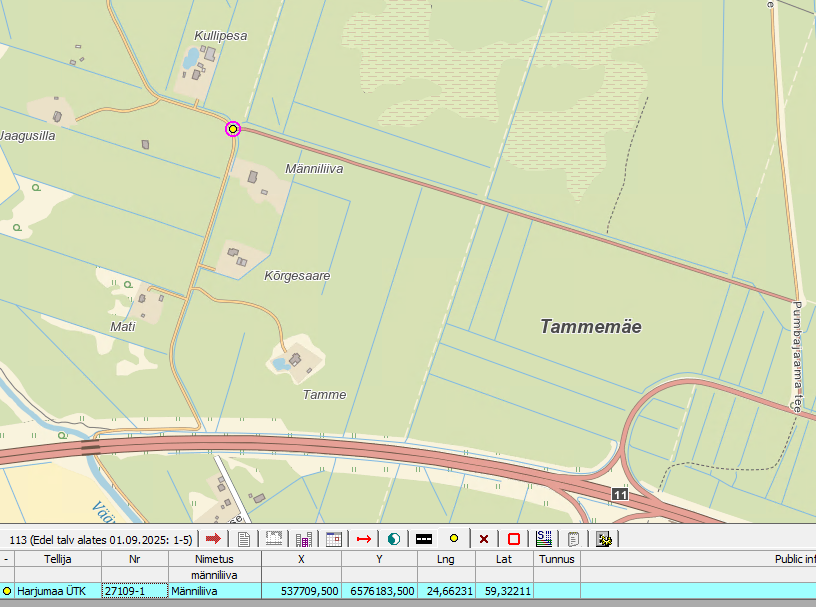 Kullipesa
Jaagusilla
Männiliiva
Kõrgesaare
Mati
Tammemäe
Tamme
11
113 (Edel talv alates 01.09.2025: 1-5)
- Tellija Nr Nimetus X Y Lng Lat Tunnus Public inf
männiliiva
Harjumaa ÜTK 27109-1 Männiliiva 537709,500 6576183,500 24,66231 59,32211